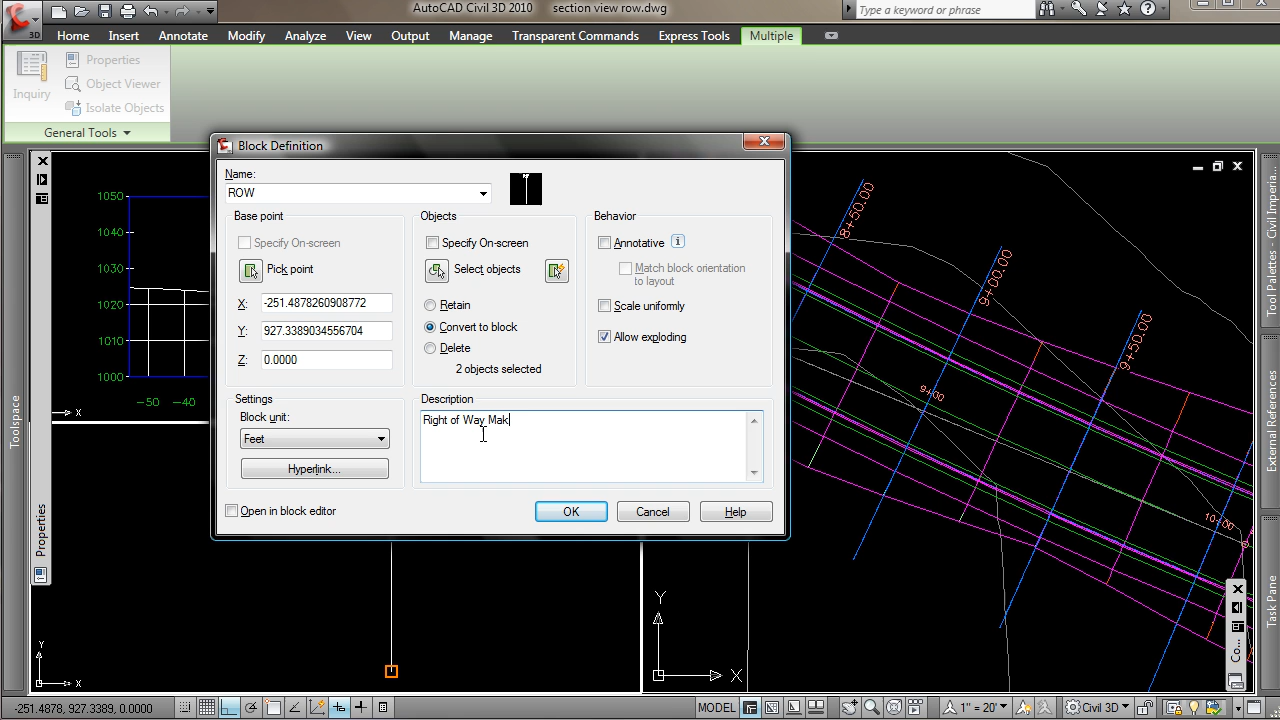 AutoCAD Civil 3D 2010 section view row.dwg
Type a keyword or phrase
3D
Home Insert Annotate Modify Analyze View Output Manage Transparent Commands Express Tools Multiple
Properties
Object Viewer
Isolate Objects
Inquiry
General Tools
Block Definition
Name:
ROW
Base point
Specify On-screen
Pick point
X: -251.4878260908772
Y: 927.3389034556704
Z: 0.0000
Objects
Specify On-screen
Select objects
Retain
Convert to block
Delete
2 objects selected
Behavior
Annotative
Match block orientation
to layout
Scale uniformly
Allow exploding
Settings
Block unit:
Feet
Hyperlink...
Description
Right of Way Mak
Open in block editor
OK Cancel Help
1050
1040
1030
1020
1010
1000
-50 -40
X
Toolspace
Properties
Y
X
8+50.00
9+00.00
9+50.00
9+00
10+00
Y
X
Tool Palettes - Civil Imperia...
External References
Task Pane
Co...
-251.4878, 927.3389, 0.0000 MODEL 1" = 20' Civil 3D